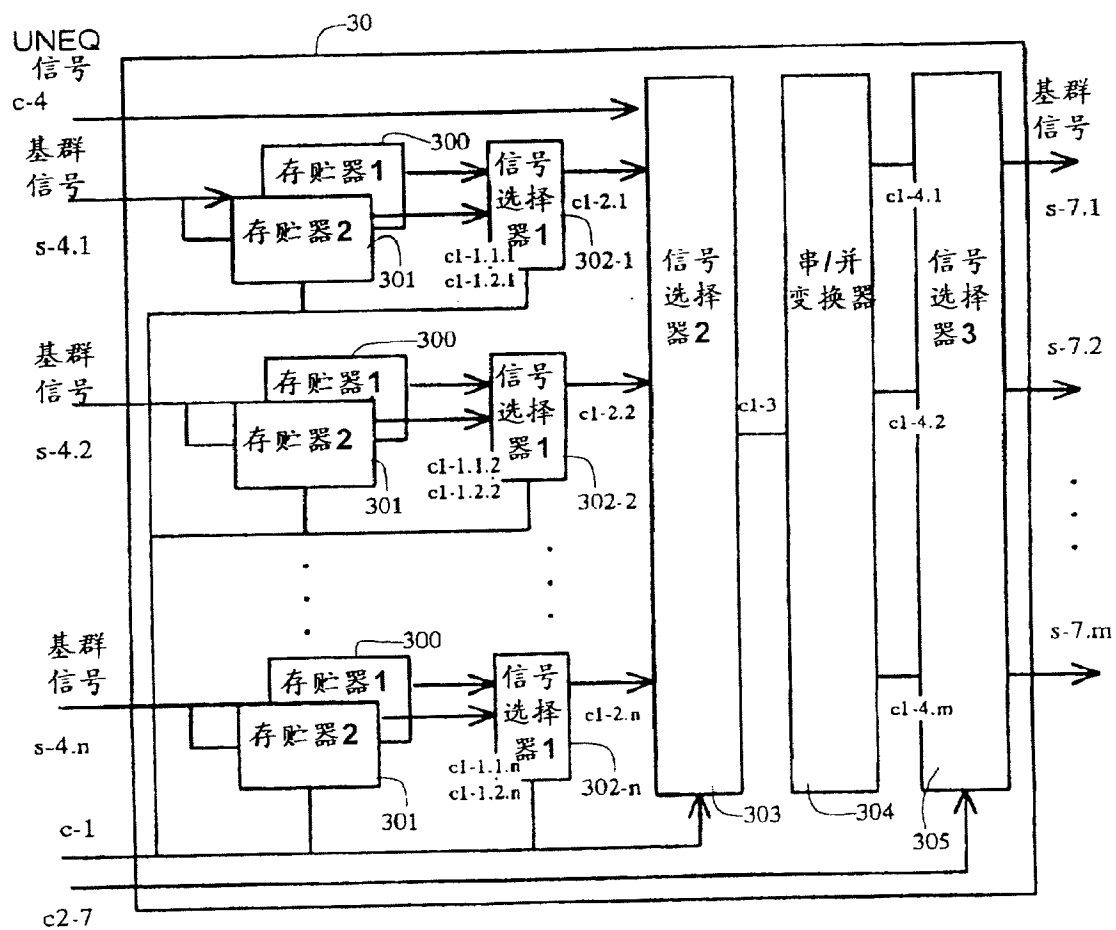 30
UNEQ
信号
c-4
基群
信号
s-4.1
300
存贮器1
存贮器2
301
信号
选择
器1
c1-1.1.1
c1-1.2.1
c1-2.1
302-1
基群
信号
s-4.2
300
存贮器1
存贮器2
301
信号
选择
器1
c1-1.1.2
c1-1.2.2
c1-2.2
302-2
基群
信号
s-4.n
300
存贮器1
存贮器2
301
信号
选择
器1
c1-1.1.n
c1-1.2.n
c1-2.n
302-n
信号
选择
器2
303
c1-3
串/并
变换器
304
c1-4.1
c1-4.2
c1-4.m
信号
选择
器3
305
基群
信号
s-7.1
s-7.2
s-7.m
c-1
c2-7